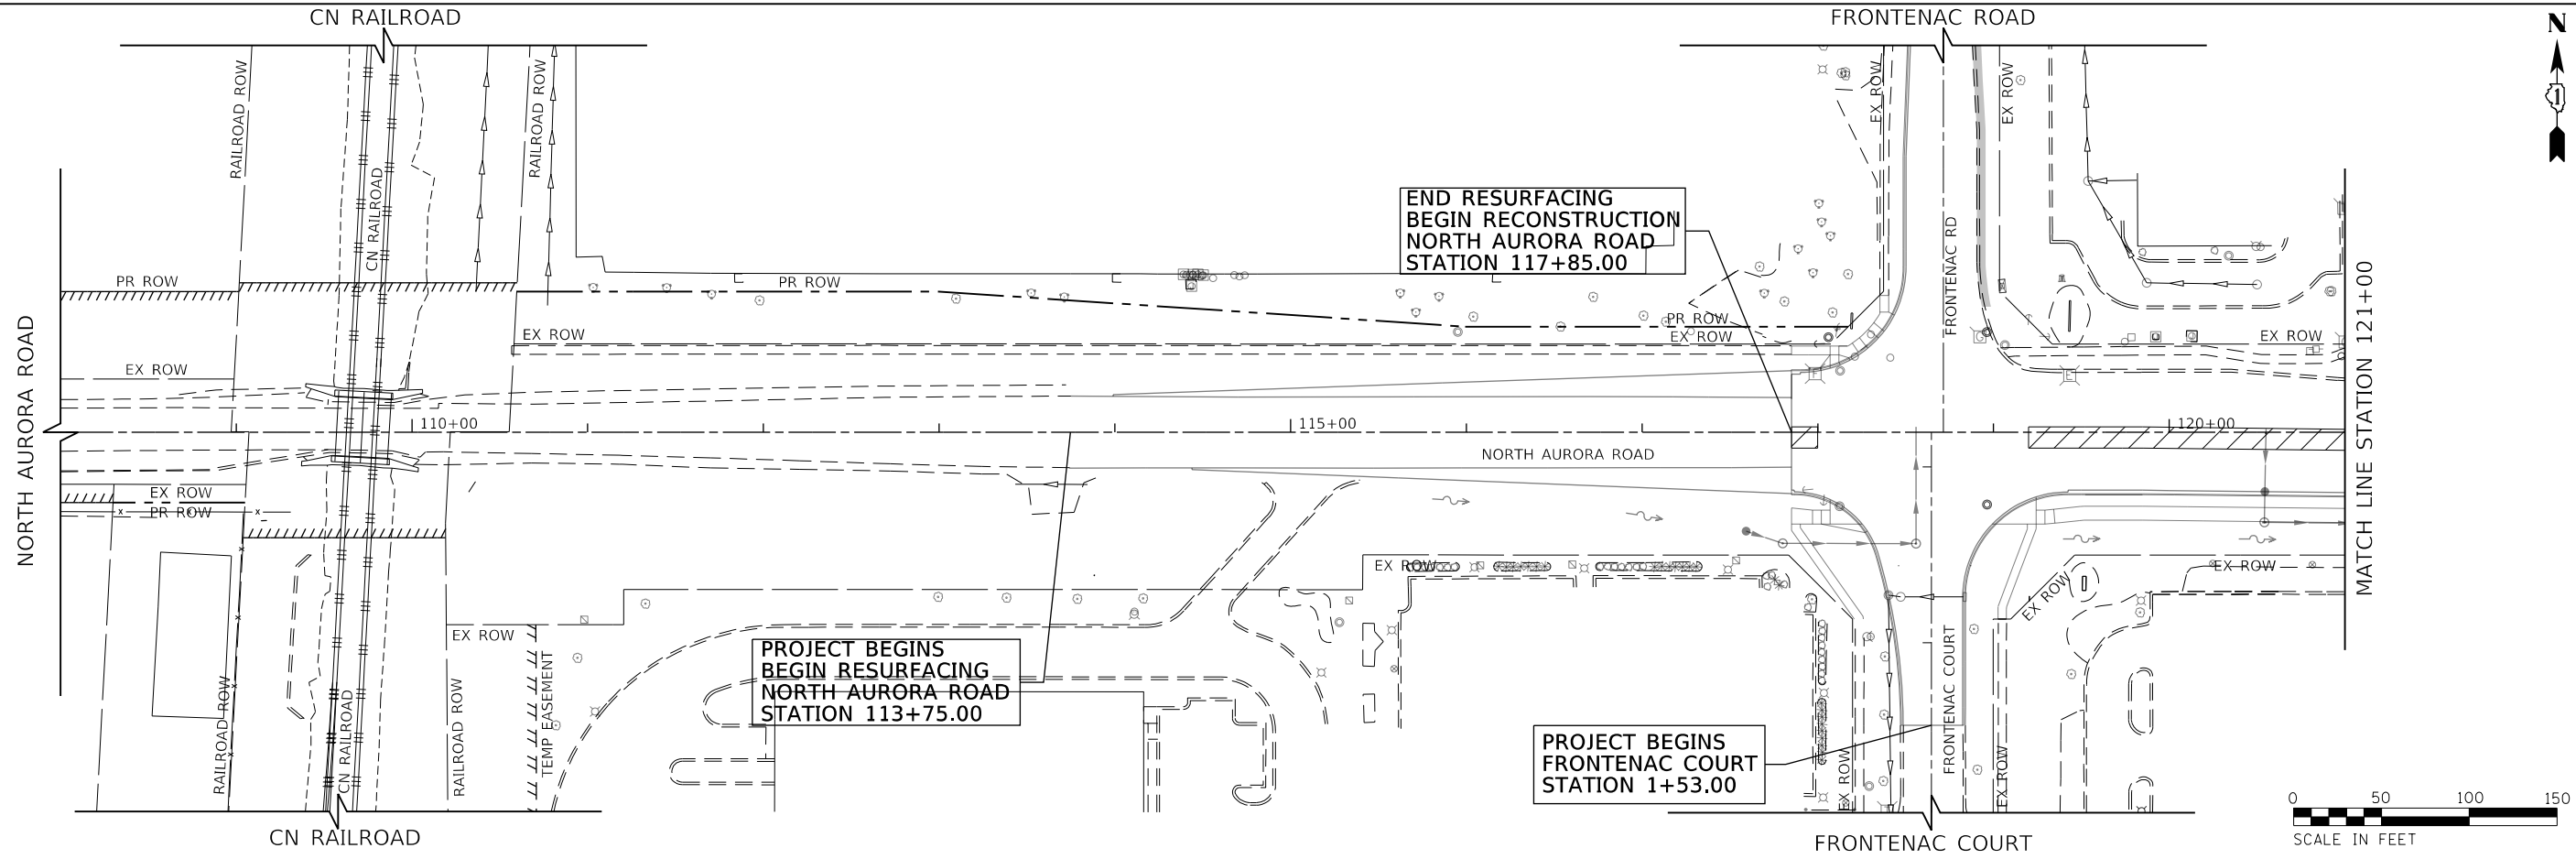 CN RAILROAD
FRONTENAC ROAD
N
RAILROAD ROW
RAILROAD ROW
CN RAILROAD
EX ROW
EX ROW
FRONTENAC RD
END RESURFACING
BEGIN RECONSTRUCTION
NORTH AURORA ROAD
STATION 117+85.00
PR ROW
PR ROW
PR ROW
EX ROW
EX ROW
EX ROW
EX ROW
NORTH AURORA ROAD
MATCH LINE STATION 121+00
110+00
115+00
120+00
NORTH AURORA ROAD
EX ROW
PR ROW
EX ROW
EX ROW
EX ROW
EX ROW
PROJECT BEGINS
BEGIN RESURFACING
NORTH AURORA ROAD
STATION 113+75.00
RAILROAD ROW
CN RAILROAD
RAILROAD ROW
TEMP EASEMENT
PROJECT BEGINS
FRONTENAC COURT
STATION 1+53.00
EX ROW
FRONTENAC COURT
EX ROW
0 50 100 150
SCALE IN FEET
CN RAILROAD
FRONTENAC COURT